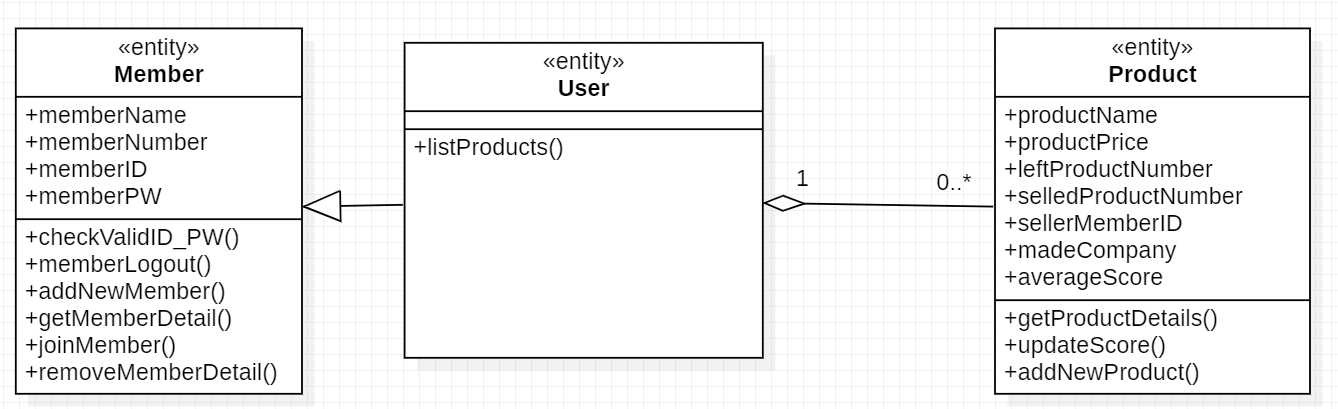 «entity»
Member
+memberName
+memberNumber
+memberID
+memberPW
+checkValidID_PW()
+memberLogout()
+addNewMember()
+getMemberDetail()
+joinMember()
+removeMemberDetail()
«entity»
User
+listProducts()
1
0..*
«entity»
Product
+productName
+productPrice
+leftProductNumber
+selledProductNumber
+sellerMemberID
+madeCompany
+averageScore
+getProductDetails()
+updateScore()
+addNewProduct()